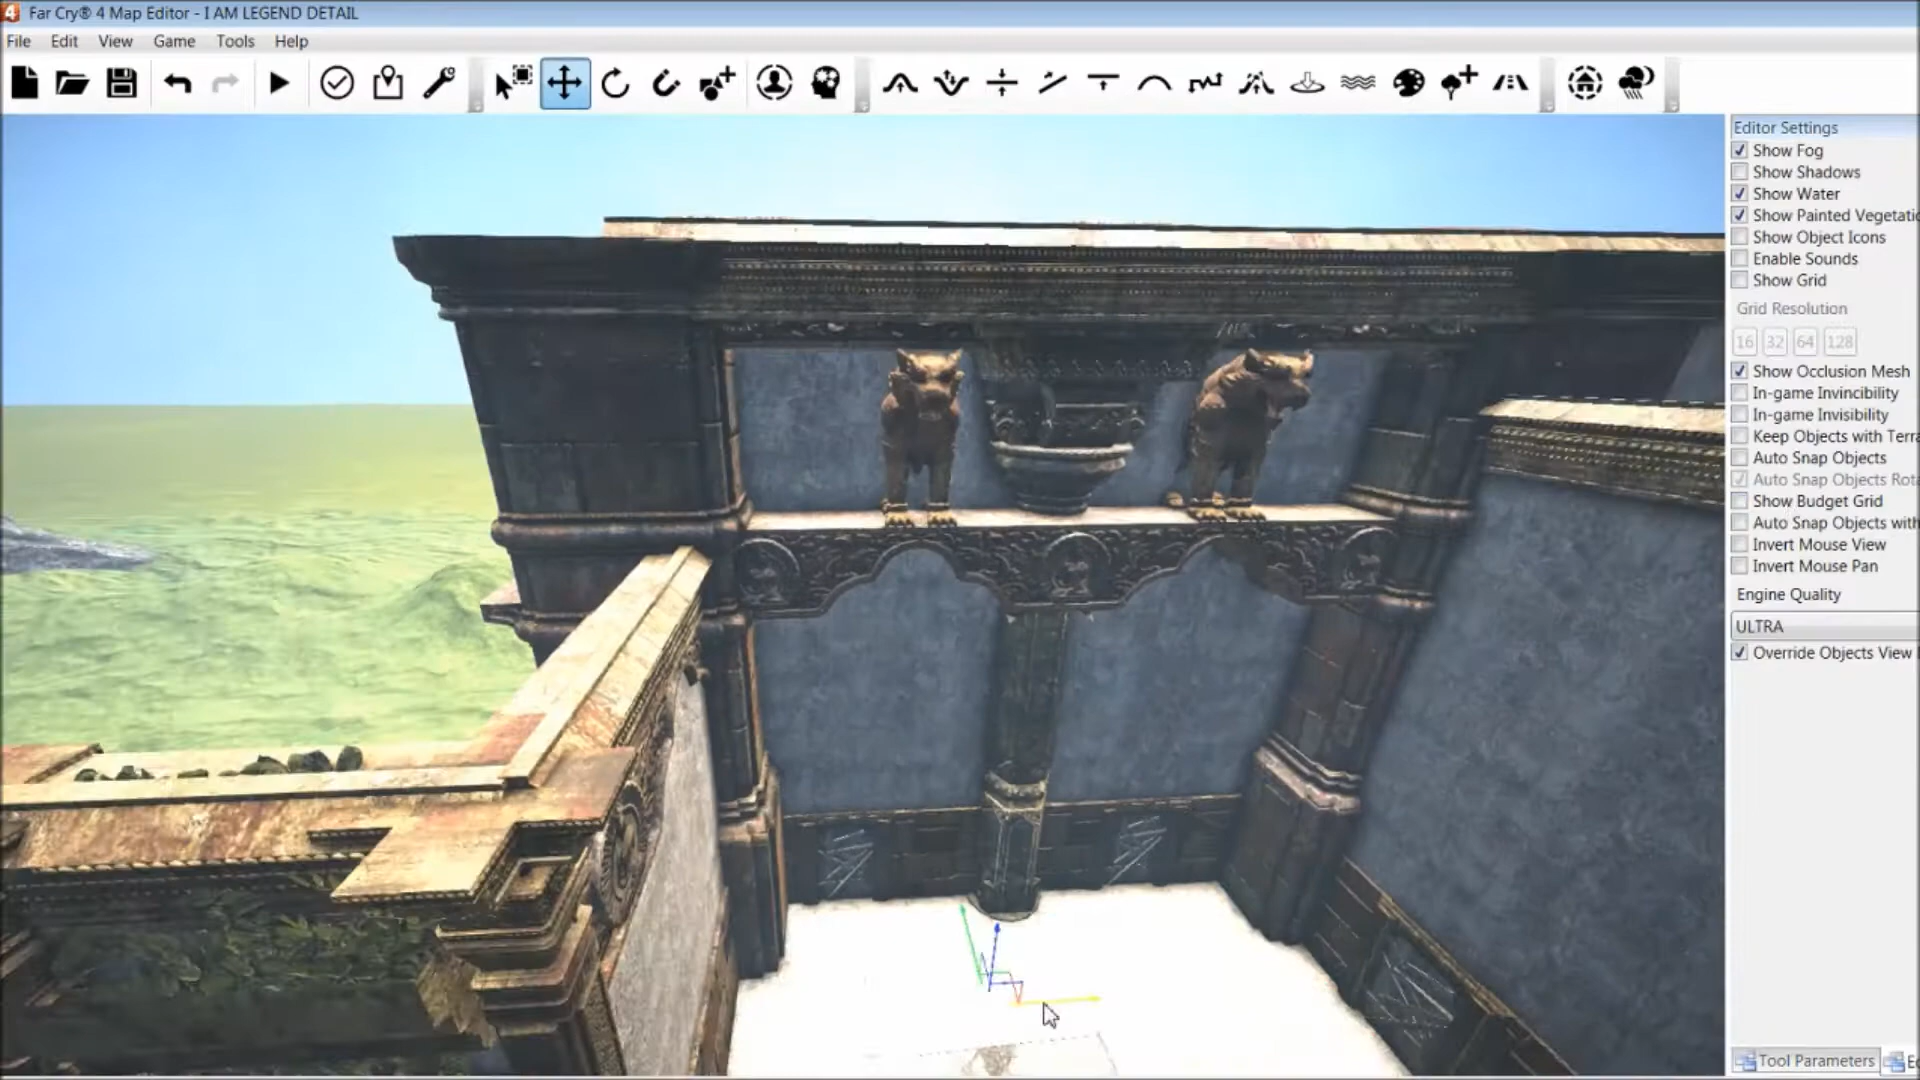 4 Far Cry® 4 Map Editor - I AM LEGEND DETAIL
File Edit View Game Tools Help
Editor Settings
Show Fog
Show Shadows
Show Water
Show Painted Vegetatio
Show Object Icons
Enable Sounds
Show Grid
Grid Resolution
16 32 64 128
Show Occlusion Mesh
In-game Invincibility
In-game Invisibility
Keep Objects with Terra
Auto Snap Objects
Auto Snap Objects Rota
Show Budget Grid
Auto Snap Objects with
Invert Mouse View
Invert Mouse Pan
Engine Quality
ULTRA
Override Objects View
Tool Parameters